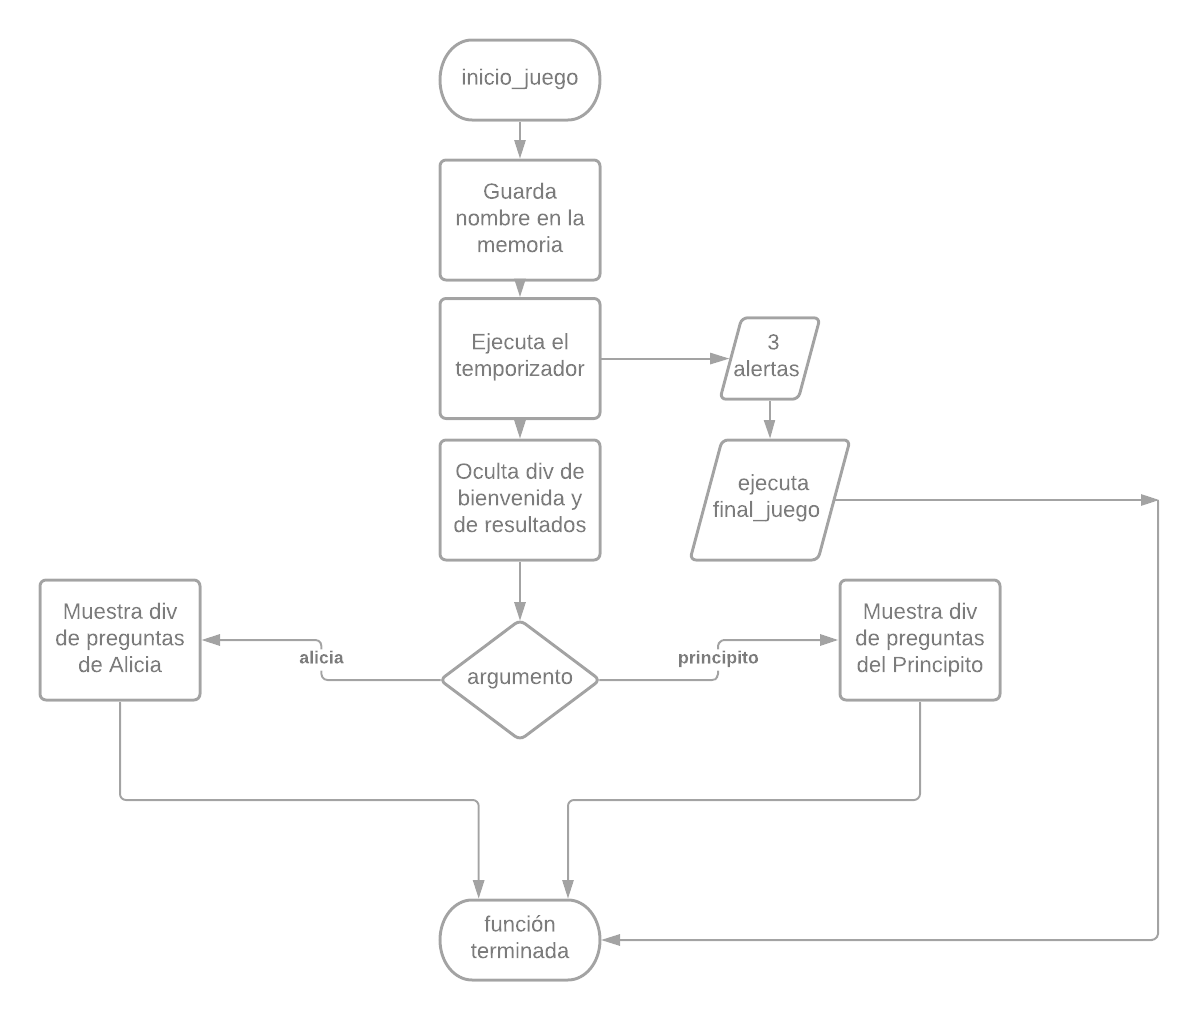 inicio_juego
Guarda
nombre en la
memoria
Ejecuta el
temporizador
3
alertas
Oculta div de
bienvenida y
de resultados
ejecuta
final_juego
Muestra div
de preguntas
de Alicia
alicia
argumento
principito
Muestra div
de preguntas
del Principito
función
terminada